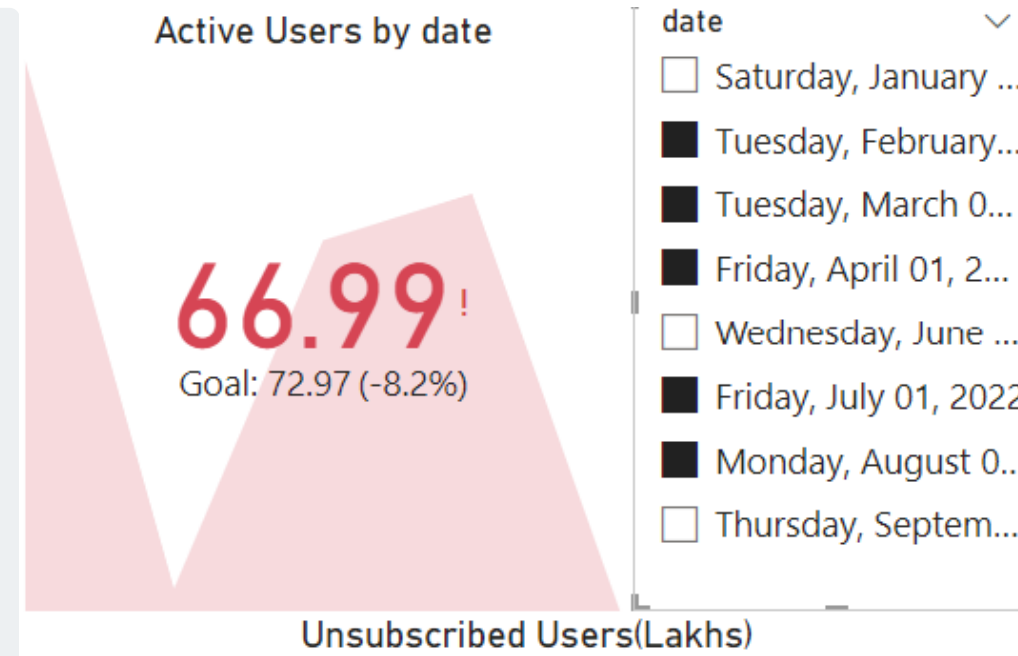 Active Users by date
66.99!
Goal: 72.97 (-8.2%)
date
Saturday, January ...
Tuesday, February...
Tuesday, March 0...
Friday, April 01, 2...
Wednesday, June ...
Friday, July 01, 2022
Monday, August 0...
Thursday, Septem...
Unsubscribed Users(Lakhs)